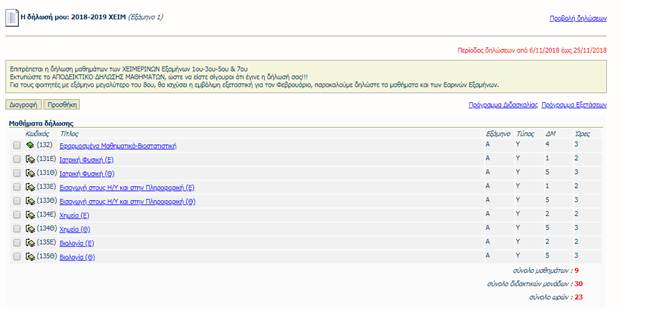 Η δήλωσή μου: 2018-2019 ΧΕΙΜ (Εξάμηνο 1)
Προβολή δηλώσεων
Περίοδος δηλώσεων από 6/11/2018 έως 25/11/2018
Επιτρέπεται η δήλωση μαθημάτων των ΧΕΙΜΕΡΙΝΩΝ Εξαμήνων 1ου-3ου-5ου & 7ου
Εκτυπώστε το ΑΠΟΔΕΙΚΤΙΚΟ ΔΗΛΩΣΗΣ ΜΑΘΗΜΑΤΩΝ, ώστε να είστε σίγουροι ότι έγινε η δήλωσή σας!!!
Για τους φοιτητές με εξάμηνο μεγαλύτερο του 8ου, θα ισχύσει η εμβόλιμη εξεταστική για τον Φεβρουάριο, παρακαλούμε δηλώστε τα μαθήματα και των Εαρινών Εξαμήνων.
Διαγραφή Προσθήκη Πρόγραμμα Διδασκαλίας Πρόγραμμα Εξετάσεων
Μαθήματα δήλωσης
Κωδικός Τίτλος Εξάμηνο Τύπος ΔΜ Ώρες
(132) Εφαρμοσμένα Μαθηματικά-Βιοστατιστική Α Υ 4 3
(131Ε) Ιατρική Φυσική (Ε) Α Υ 1 2
(131Θ) Ιατρική Φυσική (Θ) Α Υ 5 3
(133Ε) Εισαγωγή στους Η/Υ και στην Πληροφορική (Ε) Α Υ 1 2
(133Θ) Εισαγωγή στους Η/Υ και στην Πληροφορική (Θ) Α Υ 5 3
(134Ε) Χημεία (Ε) Α Υ 2 2
(134Θ) Χημεία (Θ) Α Υ 5 3
(135Ε) Βιολογία (Ε) Α Υ 2 2
(135Θ) Βιολογία (Θ) Α Υ 5 3
σύνολο μαθημάτων : 9
σύνολο διδακτικών μονάδων : 30
σύνολο ωρών : 23